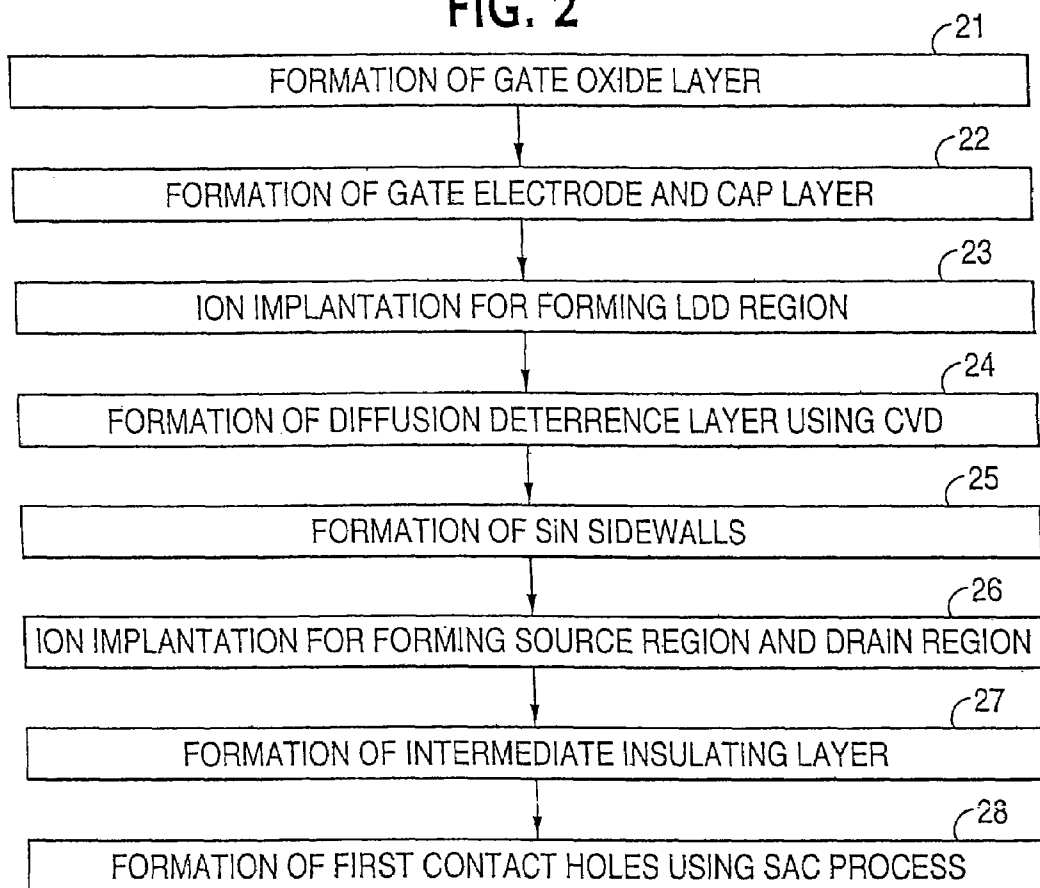 FIG. 2
21
FORMATION OF GATE OXIDE LAYER
22
FORMATION OF GATE ELECTRODE AND CAP LAYER
23
ION IMPLANTATION FOR FORMING LDD REGION
24
FORMATION OF DIFFUSION DETERRENCE LAYER USING CVD
25
FORMATION OF SiN SIDEWALLS
26
ION IMPLANTATION FOR FORMING SOURCE REGION AND DRAIN REGION
27
FORMATION OF INTERMEDIATE INSULATING LAYER
28
FORMATION OF FIRST CONTACT HOLES USING SAC PROCESS